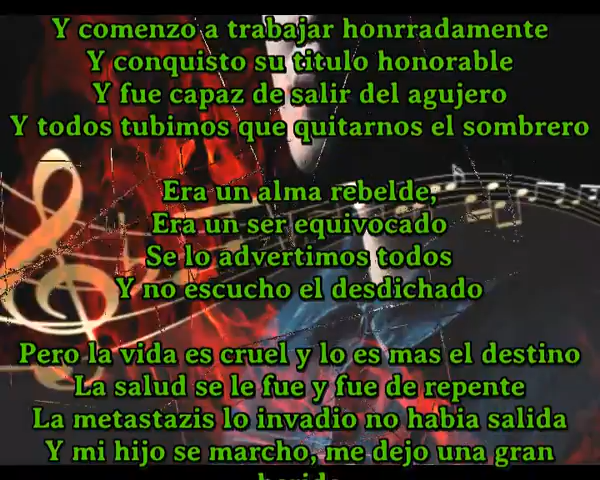 Y comenzo a trabajar honrradamente
Y conquisto su titulo honorable
Y fue capaz de salir del agujero
Y todos tubimos que quitarnos el sombrero
Era un alma rebelde,
Era un ser equivocado
Se lo advertimos todos
Y no escucho el desdichado
Pero la vida es cruel y lo es mas el destino
La salud se le fue y fue de repente
La metastazis lo invadio no habia salida
Y mi hijo se marcho, me dejo una gran